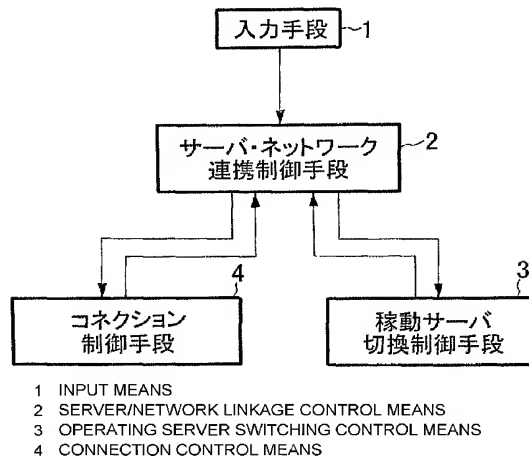 入力手段
1
サーバ・ネットワーク
連携制御手段
2
コネクション
制御手段
4
稼動サーバ
切換制御手段
3
1 INPUT MEANS
2 SERVER/NETWORK LINKAGE CONTROL MEANS
3 OPERATING SERVER SWITCHING CONTROL MEANS
4 CONNECTION CONTROL MEANS